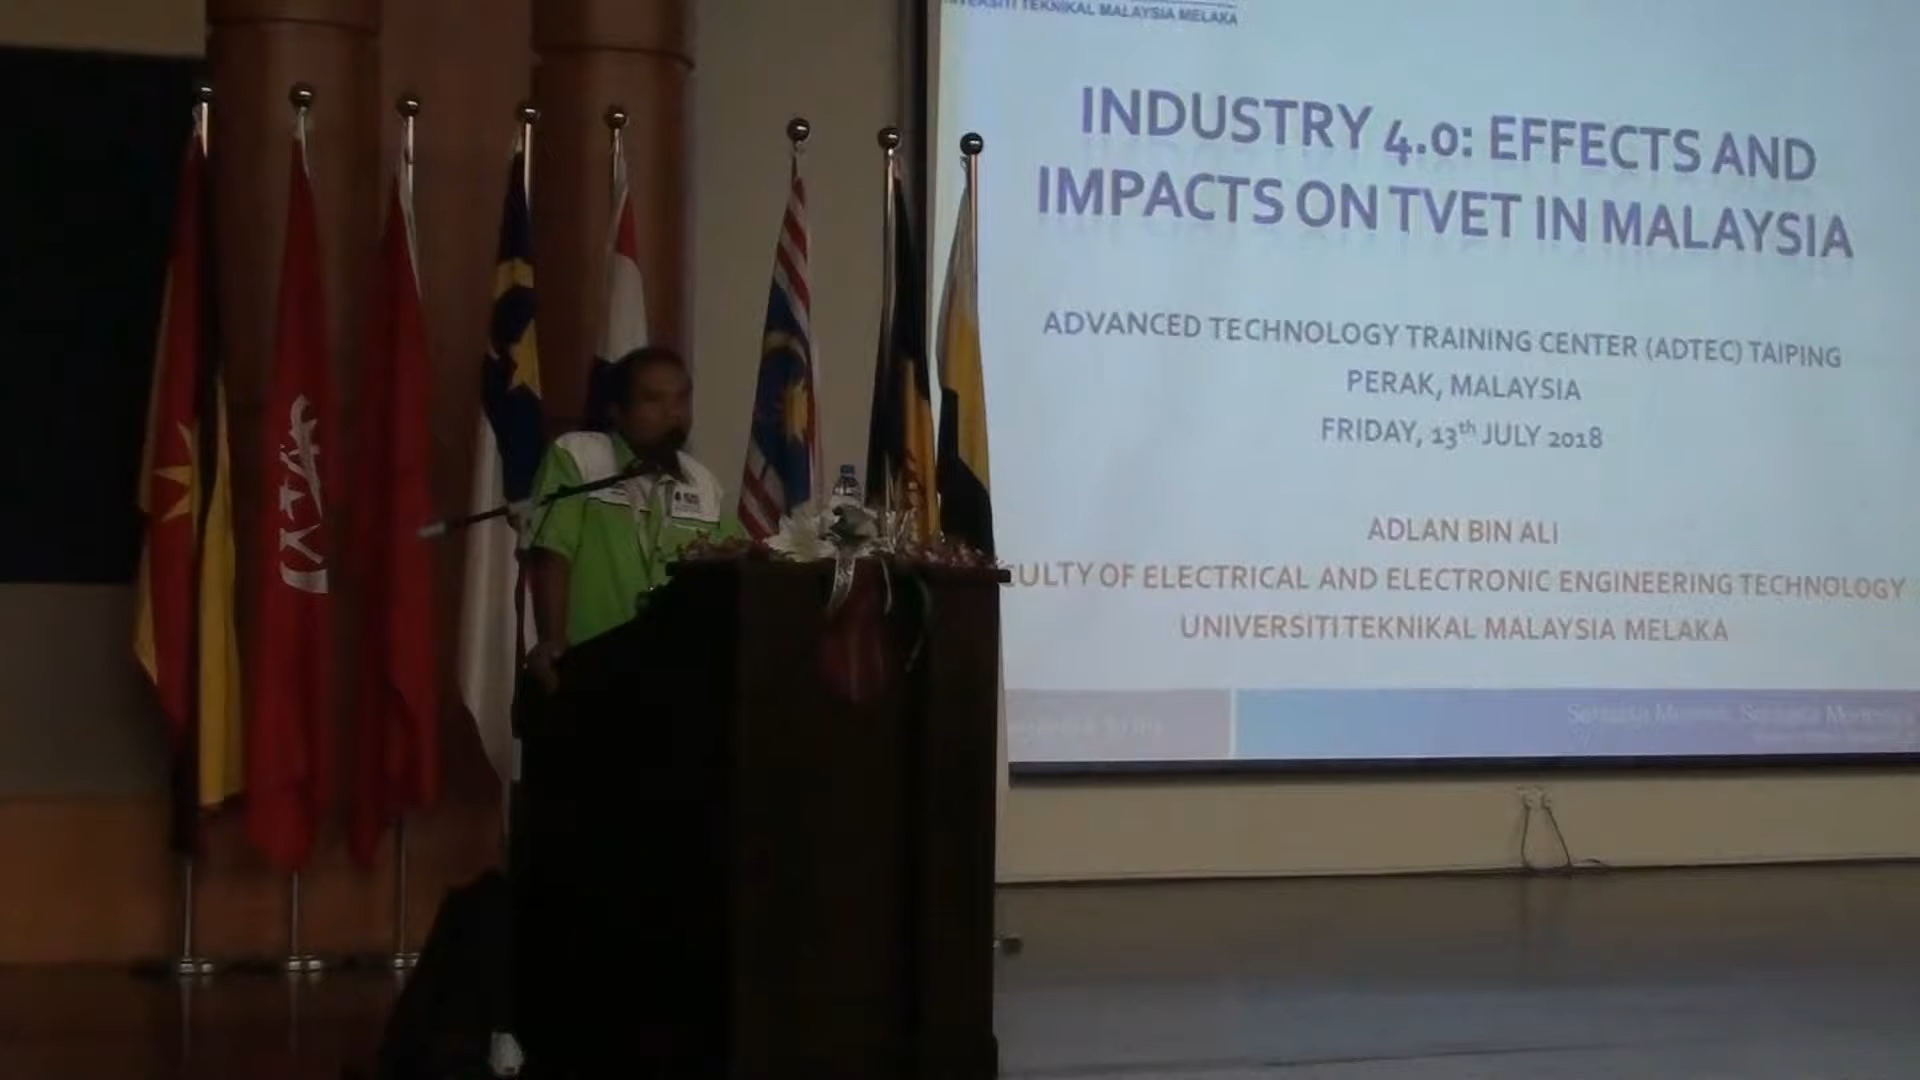 TEKNIKAL MALAYSIA MELAKA
INDUSTRY 4.0: EFFECTS AND
IMPACTS ON TVET IN MALAYSIA
ADVANCED TECHNOLOGY TRAINING CENTER (ADTEC) TAIPING
PERAK, MALAYSIA
FRIDAY, 13th JULY 2018
ADLAN BIN ALI
CULTY OF ELECTRICAL AND ELECTRONIC ENGINEERING TECHNOLOGY
UNIVERSITI TEKNIKAL MALAYSIA MELAKA